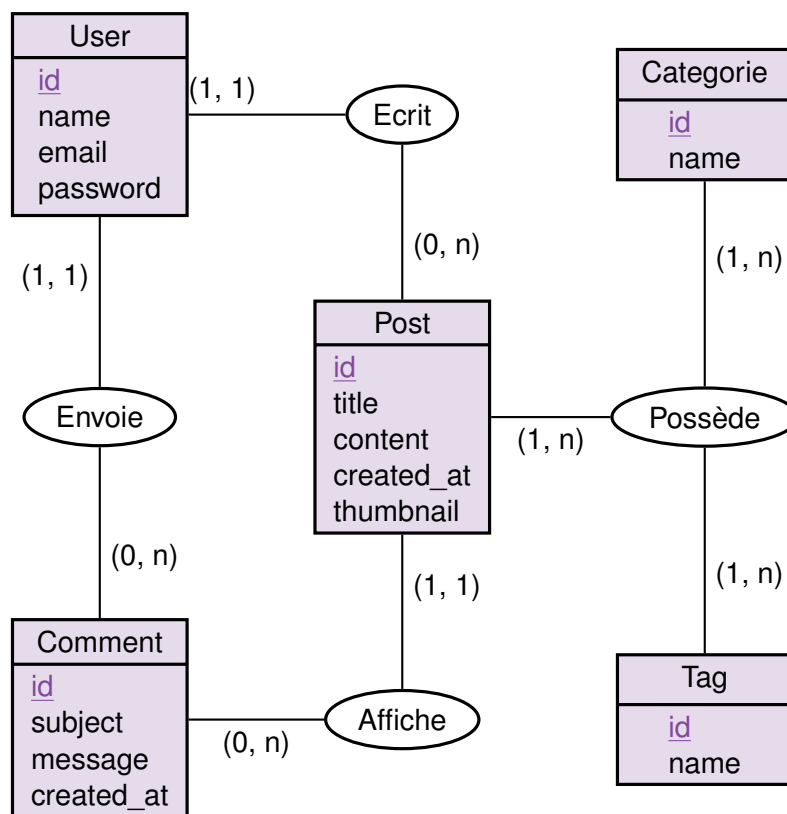 User
id
name
email
password
(1, 1)
Ecrit
Categorie
id
name
(1, 1)
(0, n)
(1, n)
Post
id
title
content
created_at
thumbnail
Envoie
(1, n)
Possède
(0, n)
(1, 1)
(1, n)
Comment
id
subject
message
created_at
(0, n)
Affiche
Tag
id
name